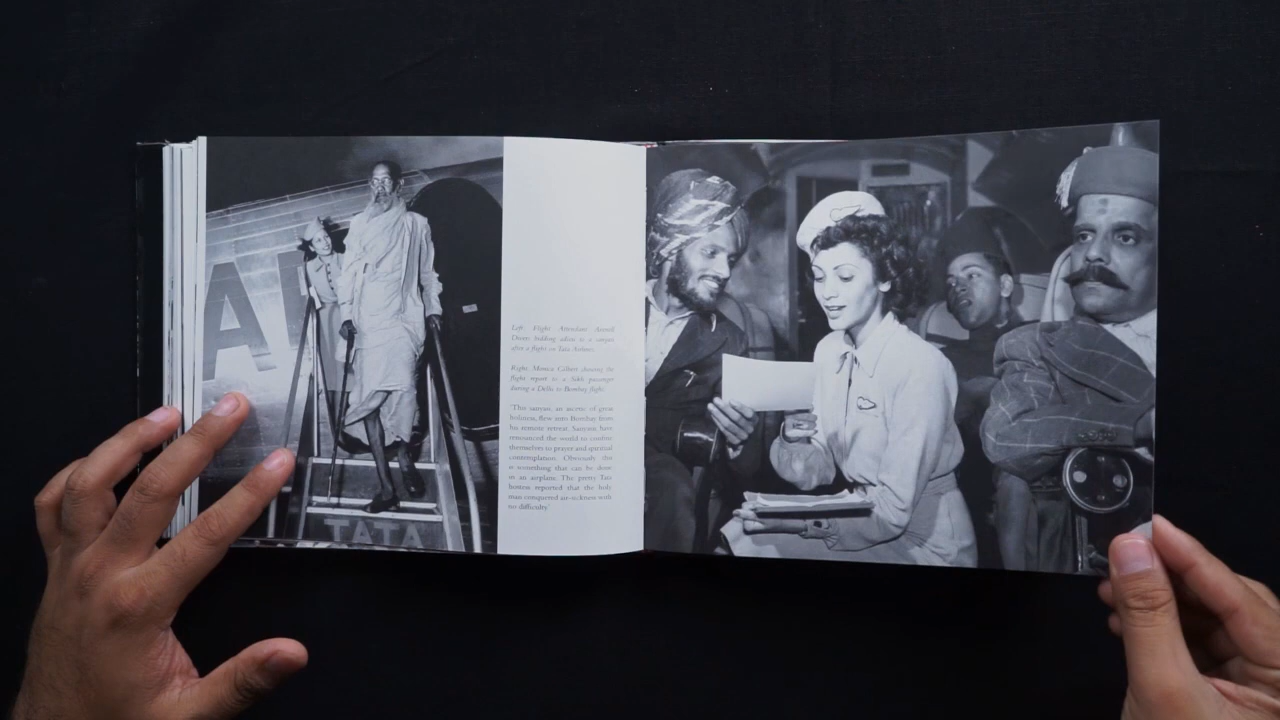 AI
TATA
Left: Flight Attendant
bidding adieu to a sanyasi
after a flight on Tata Airlines.
Right: Monica Gilbert showing the
flight report to a Sikh passenger
during a Delhi to Bombay flight.
'This sanyasi, an ascetic of great
holiness, flew into Bombay from
his remote retreat. Sanyasis have
renounced the world to confine
themselves to prayer and spiritual
contemplation. Obviously this
is something that can be done
in an airplane. The pretty Tata
hostess reported that the holy
man conquered air-sickness with
no difficulty.'